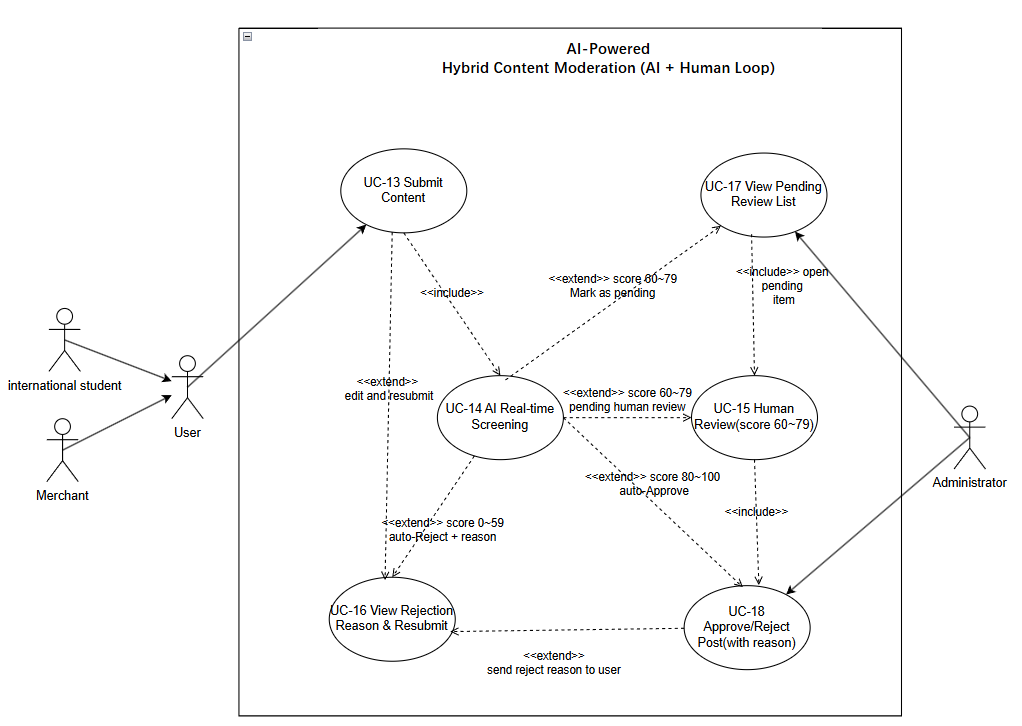 AI-Powered
Hybrid Content Moderation (AI + Human Loop)
UC-13 Submit
Content
UC-17 View Pending
Review List
<<extend>> score 60~79
Mark as pending
<<include>> open
pending
item
<<include>>
international student
User
Merchant
<<extend>>
edit and resubmit
UC-14 AI Real-time
Screening
<<extend>> score 60~79
pending human review
UC-15 Human
Review(score 60~79)
Administrator
<<extend>> score 80~100
auto-Approve
<<extend>> score 0~59
auto-Reject + reason
<<include>>
UC-16 View Rejection
Reason & Resubmit
UC-18
Approve/Reject
Post(with reason)
<<extend>>
send reject reason to user